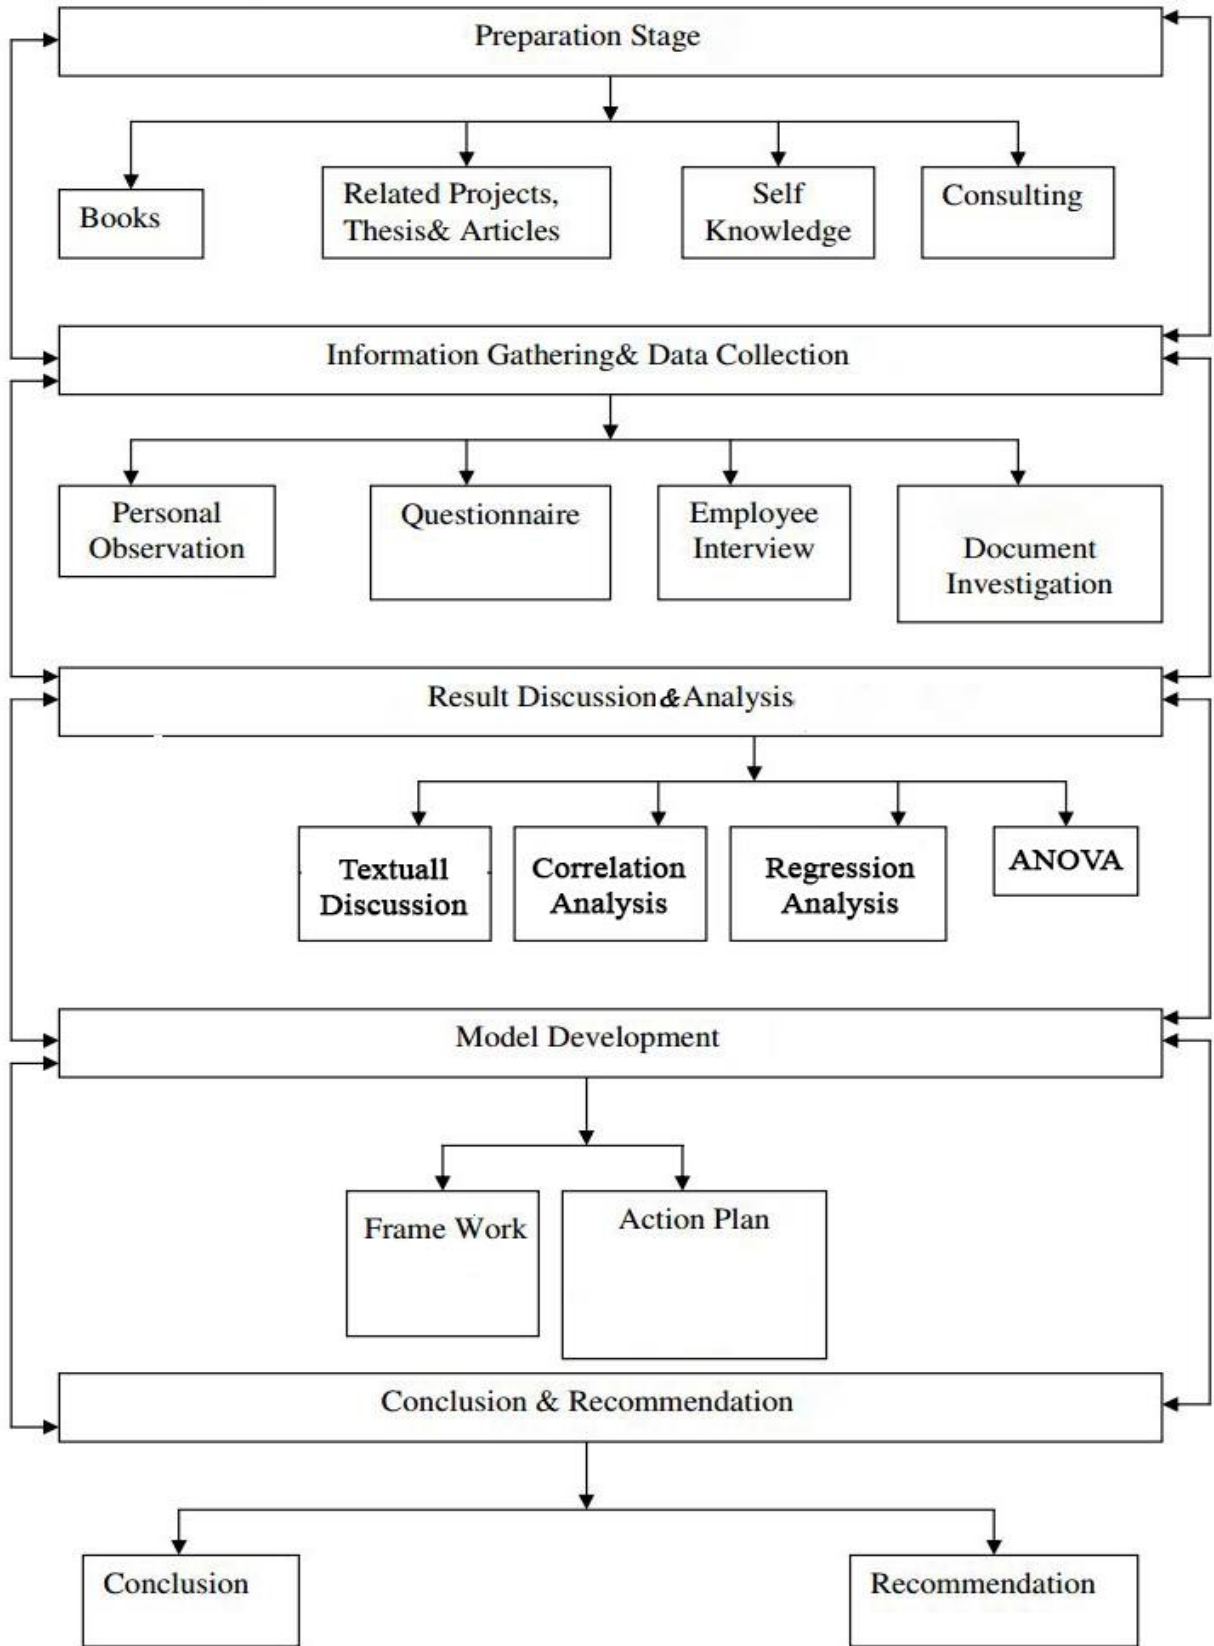 Preparation Stage
Books
Related Projects,
Thesis& Articles
Self
Knowledge
Consulting
Information Gathering& Data Collection
Personal
Observation
Questionnaire
Employee
Interview
Document
Investigation
Result Discussion&Analysis
Textuall
Discussion
Correlation
Analysis
Regression
Analysis
ANOVA
Model Development
Frame Work
Action Plan
Conclusion & Recommendation
Conclusion
Recommendation